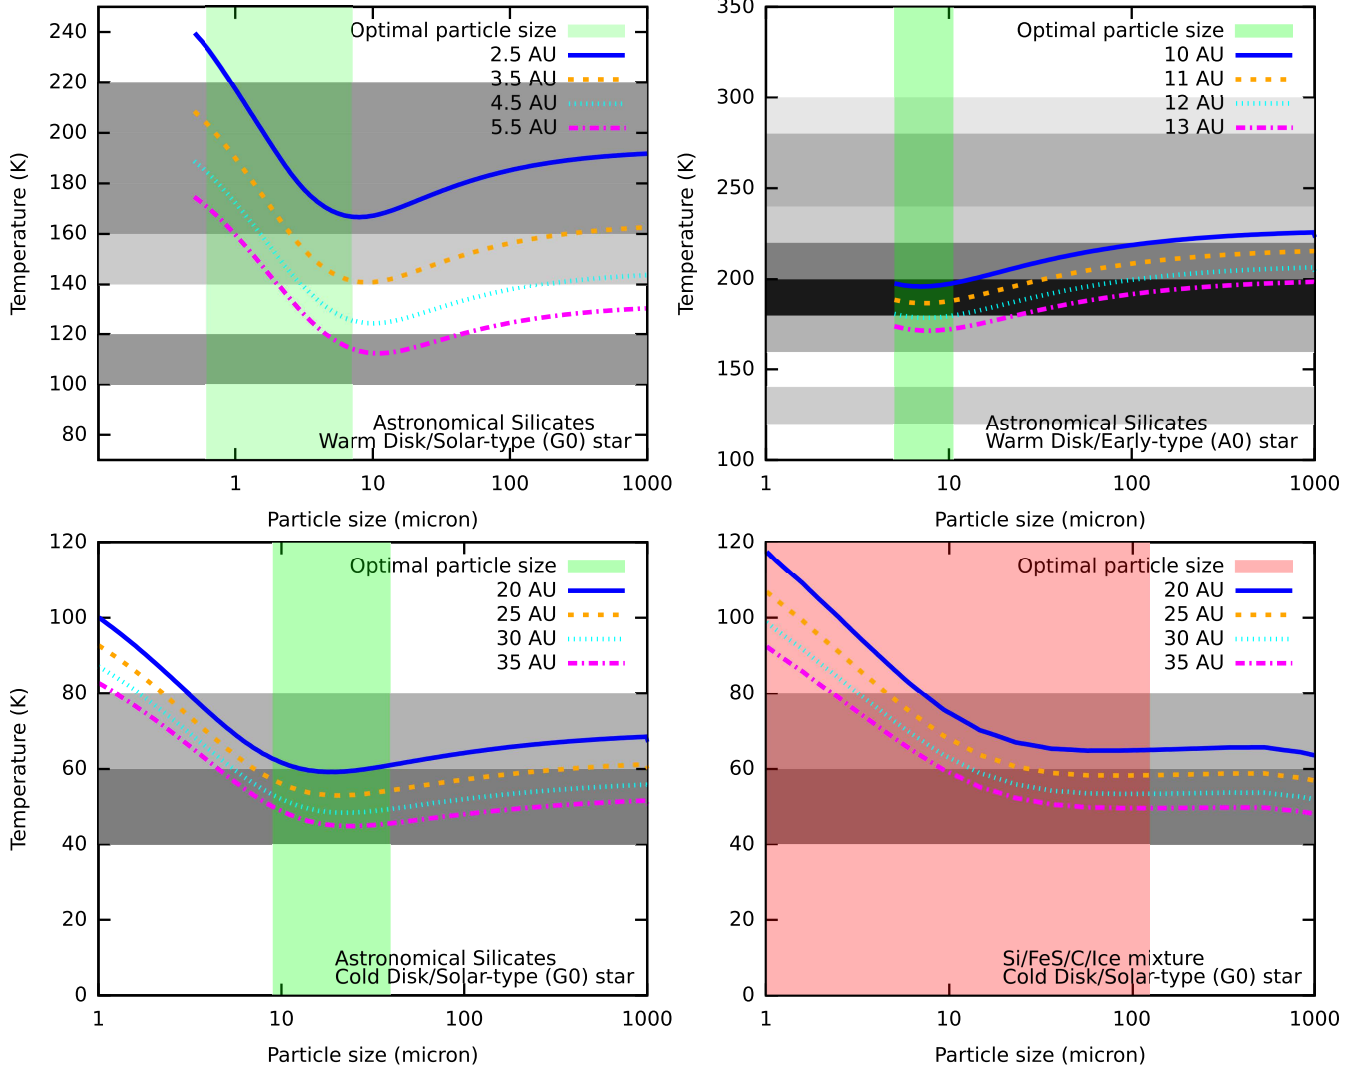 Optimal particle size
2.5 AU
3.5 AU
4.5 AU
5.5 AU
240
220
200
180
160
140
120
100
80
Temperature (K)
Astronomical Silicates
Warm Disk/Solar-type (G0) star
1 10 100 1000
Particle size (micron)
Optimal particle size
10 AU
11 AU
12 AU
13 AU
350
300
250
200
150
100
Temperature (K)
Astronomical Silicates
Warm Disk/Early-type (A0) star
1 10 100 1000
Particle size (micron)
Optimal particle size
20 AU
25 AU
30 AU
35 AU
120
100
80
60
40
20
0
Temperature (K)
Astronomical Silicates
Cold Disk/Solar-type (G0) star
1 10 100 1000
Particle size (micron)
Optimal particle size
20 AU
25 AU
30 AU
35 AU
120
100
80
60
40
20
0
Si/FeS/C/Ice mixture
Cold Disk/Solar-type (G0) star
1 10 100 1000
Particle size (micron)